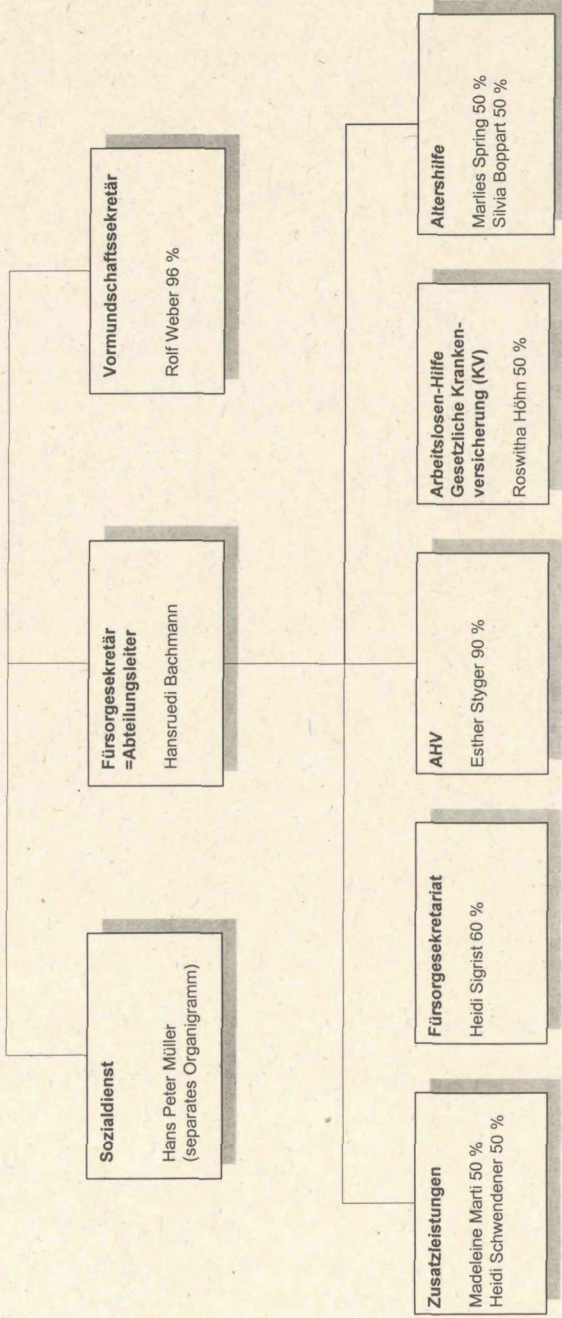 Sozialdienst
Hans Peter Müller
(separates Organigramm)
Fürsorgesekretär
=Abteilungsleiter
Hansruedi Bachmann
Vormundschaftssekretär
Rolf Weber 96 %
Zusatzleistungen
Madeleine Marti 50 %
Heidi Schwendener 50 %
Fürsorgesekretariat
Heidi Sigrist 60 %
AHV
Esther Styger 90 %
Arbeitslosen-Hilfe
Gesetzliche Kranken-
versicherung (KV)
Roswitha Höhn 50 %
Altershilfe
Marlies Spring 50 %
Silvia Boppart 50 %